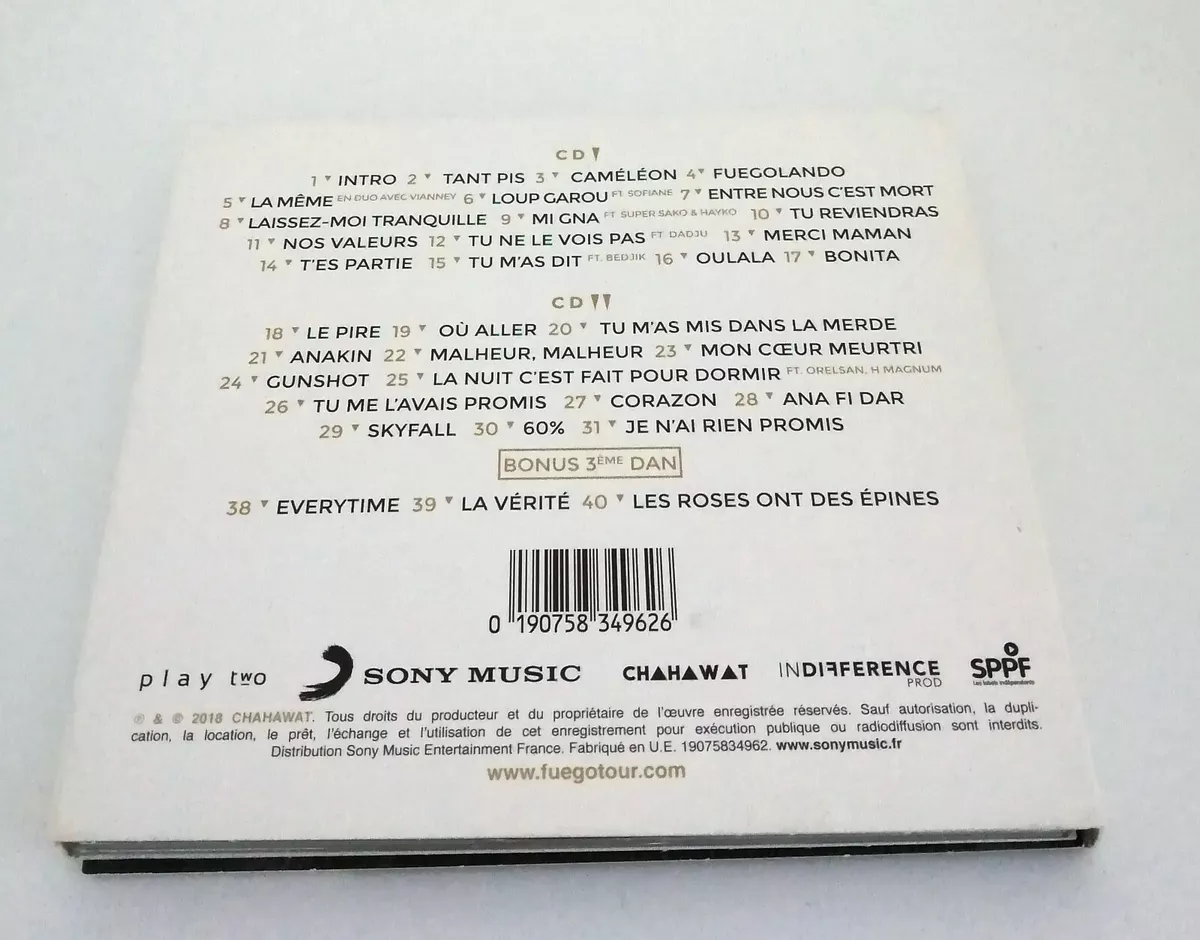 CD
1 INTRO 2 TANT PIS 3 CAMÉLÉON 4 FUEGOLANDO
5 LA MÊME EN DUO AVEC VIANNEY 6 LOUP GAROU FT. SOFIANE 7 ENTRE NOUS C'EST MORT
8 LAISSEZ-MOI TRANQUILLE 9 MI GNA FT SUPER SAKO & HAYKO 10 TU REVIENDRAS
11 NOS VALEURS 12 TU NE LE VOIS PAS FT DADJU 13 MERCI MAMAN
14 T'ES PARTIE 15 TU M'AS DIT FT. BEDJIK 16 OULALA 17 BONITA
CD
18 LE PIRE 19 OÙ ALLER 20 TU M'AS MIS DANS LA MERDE
21 ANAKIN 22 MALHEUR, MALHEUR 23 MON CŒUR MEURTRI
24 GUNSHOT 25 LA NUIT C'EST FAIT POUR DORMIR FT. ORELSAN, H MAGNUM
26 TU ME L'AVAIS PROMIS 27 CORAZON 28 ANA FI DAR
29 SKYFALL 30 60% 31 JE N'AI RIEN PROMIS
BONUS 3ÈME DAN
38 EVERYTIME 39 LA VÉRITÉ 40 LES ROSES ONT DES ÉPINES
0 190758 349626
play two SONY MUSIC CHAHAWAT INDIFFERENCE PROD SPPF Les labels indépendants
℗ & © 2018 CHAHAWAT. Tous droits du producteur et du propriétaire de l'œuvre enregistrée réservés. Sauf autorisation, la dupli-
cation, la location, le prêt, l'échange et l'utilisation de cet enregistrement pour exécution publique ou radiodiffusion sont interdits.
Distribution Sony Music Entertainment France. Fabriqué en U.E. 19075834962. www.sonymusic.fr
www.fuegotour.com